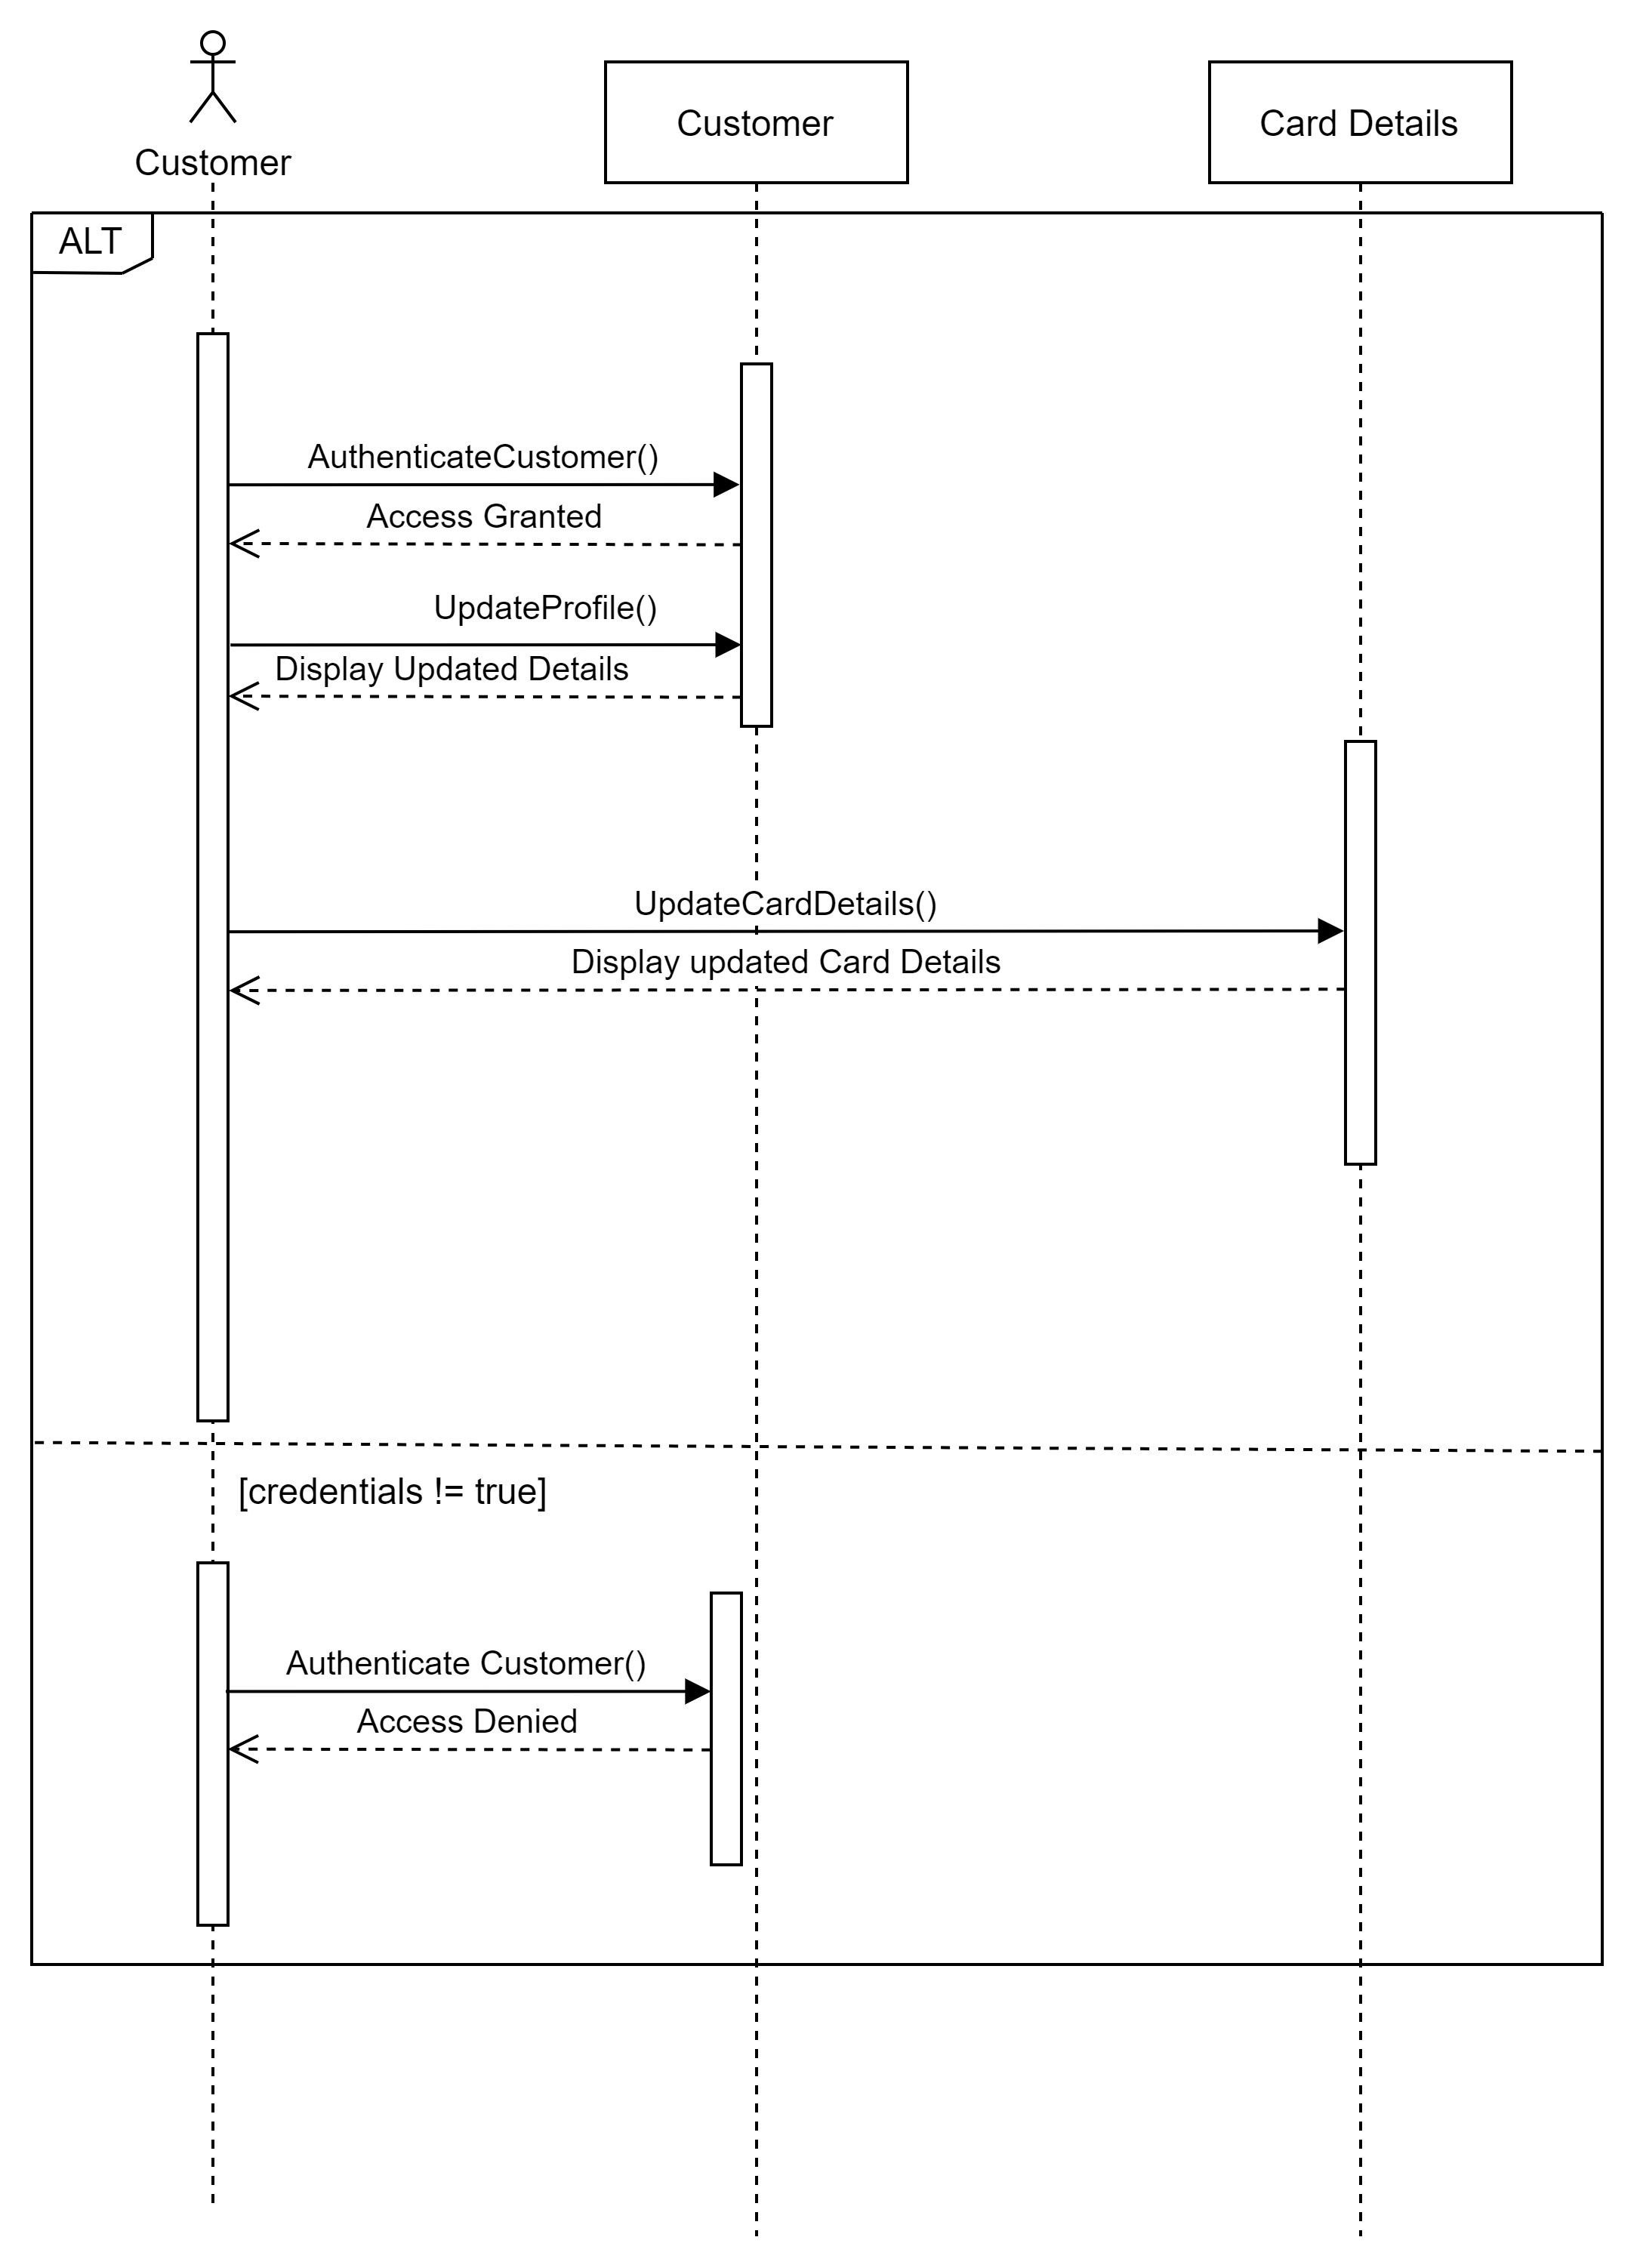 Customer
Customer
Card Details
ALT
AuthenticateCustomer()
Access Granted
UpdateProfile()
Display Updated Details
UpdateCardDetails()
Display updated Card Details
[credentials != true]
Authenticate Customer()
Access Denied